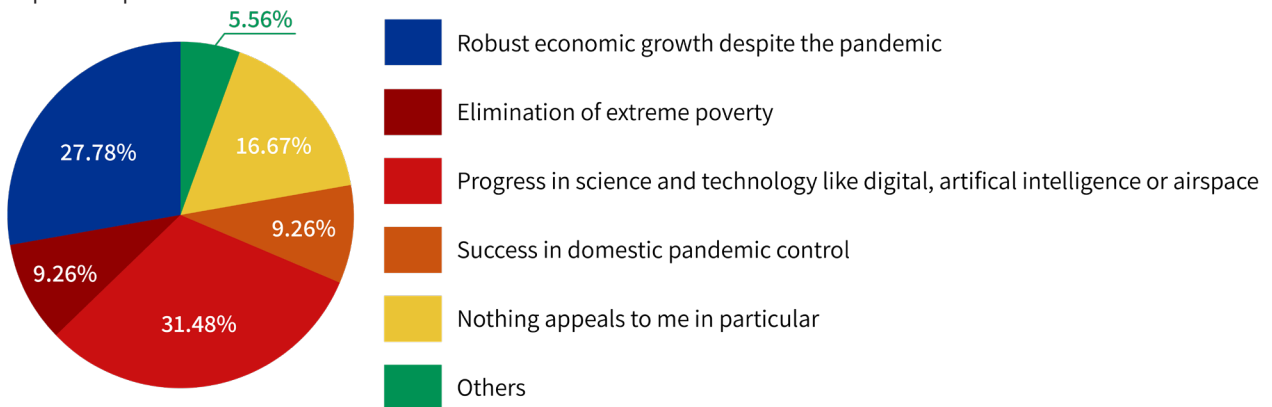 5.56%
16.67%
27.78%
9.26%
9.26%
31.48%
Robust economic growth despite the pandemic
Elimination of extreme poverty
Progress in science and technology like digital, artifical intelligence or airspace
Success in domestic pandemic control
Nothing appeals to me in particular
Others